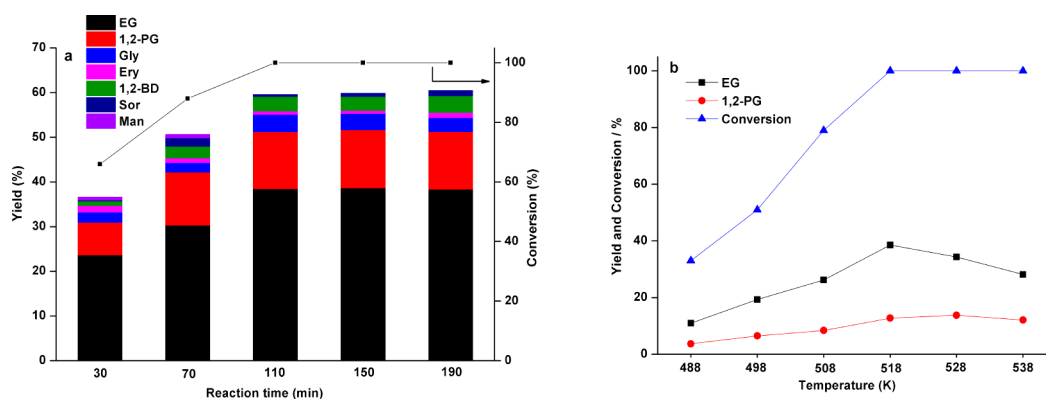 a
EG
1,2-PG
Gly
Ery
1,2-BD
Sor
Man
Yield (%)
70
60
50
40
30
20
10
0
30 70 110 150 190
Reaction time (min)
100
80
60
40
20
0
Conversion (%)
b
EG
1,2-PG
Conversion
Yield and Conversion / %
100
80
60
40
20
0
488 498 508 518 528 538
Temperature (K)